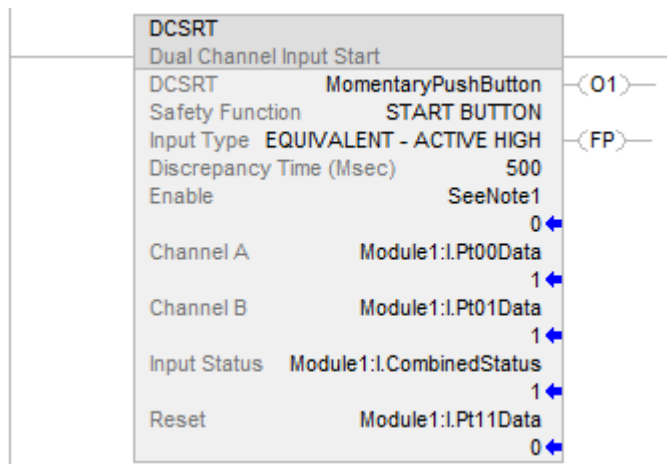 DCSRT
Dual Channel Input Start
DCSRT MomentaryPushButton O1
Safety Function START BUTTON
Input Type EQUIVALENT - ACTIVE HIGH FP
Discrepancy Time (Msec) 500
Enable SeeNote1
0
Channel A Module1:I.Pt00Data
1
Channel B Module1:I.Pt01Data
1
Input Status Module1:I.CombinedStatus
1
Reset Module1:I.Pt11Data
0